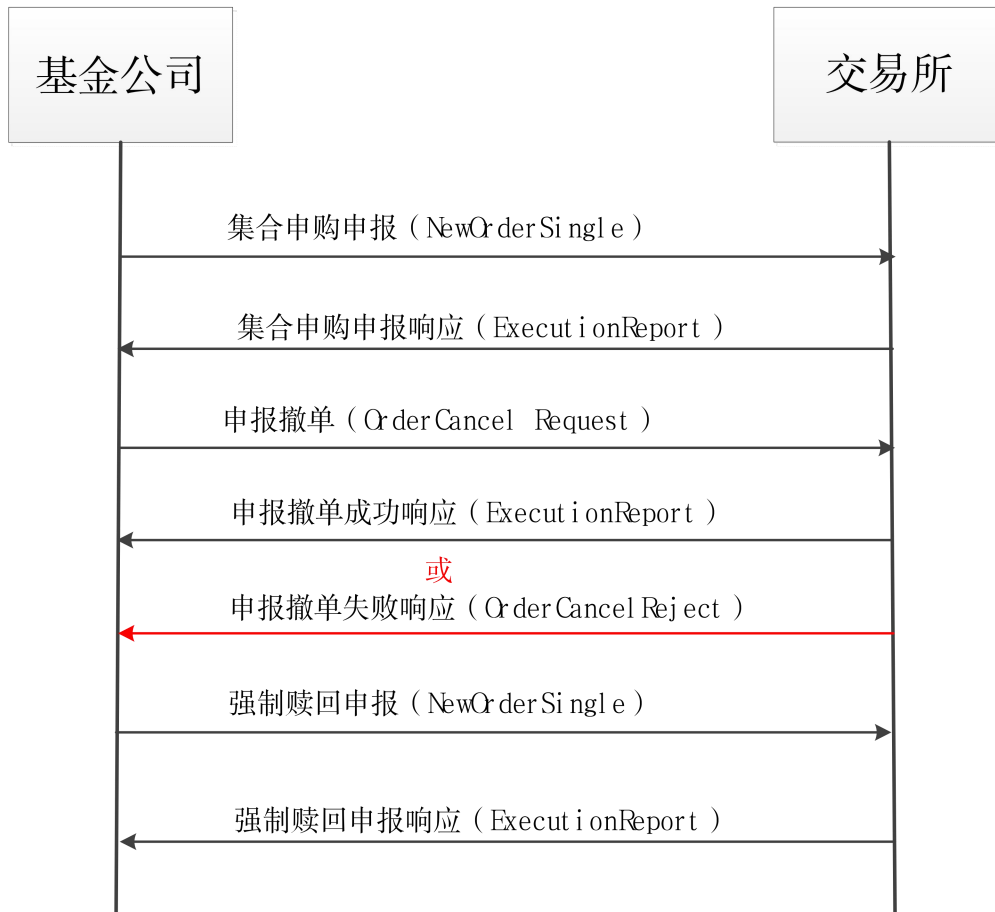 基金公司
交易所
集合申购申报（NewOrderSingle）
集合申购申报响应（ExecutionReport）
申报撤单（OrderCancel Request）
申报撤单成功响应（ExecutionReport）
或
申报撤单失败响应（OrderCancelReject）
强制赎回申报（NewOrderSingle）
强制赎回申报响应（ExecutionReport）